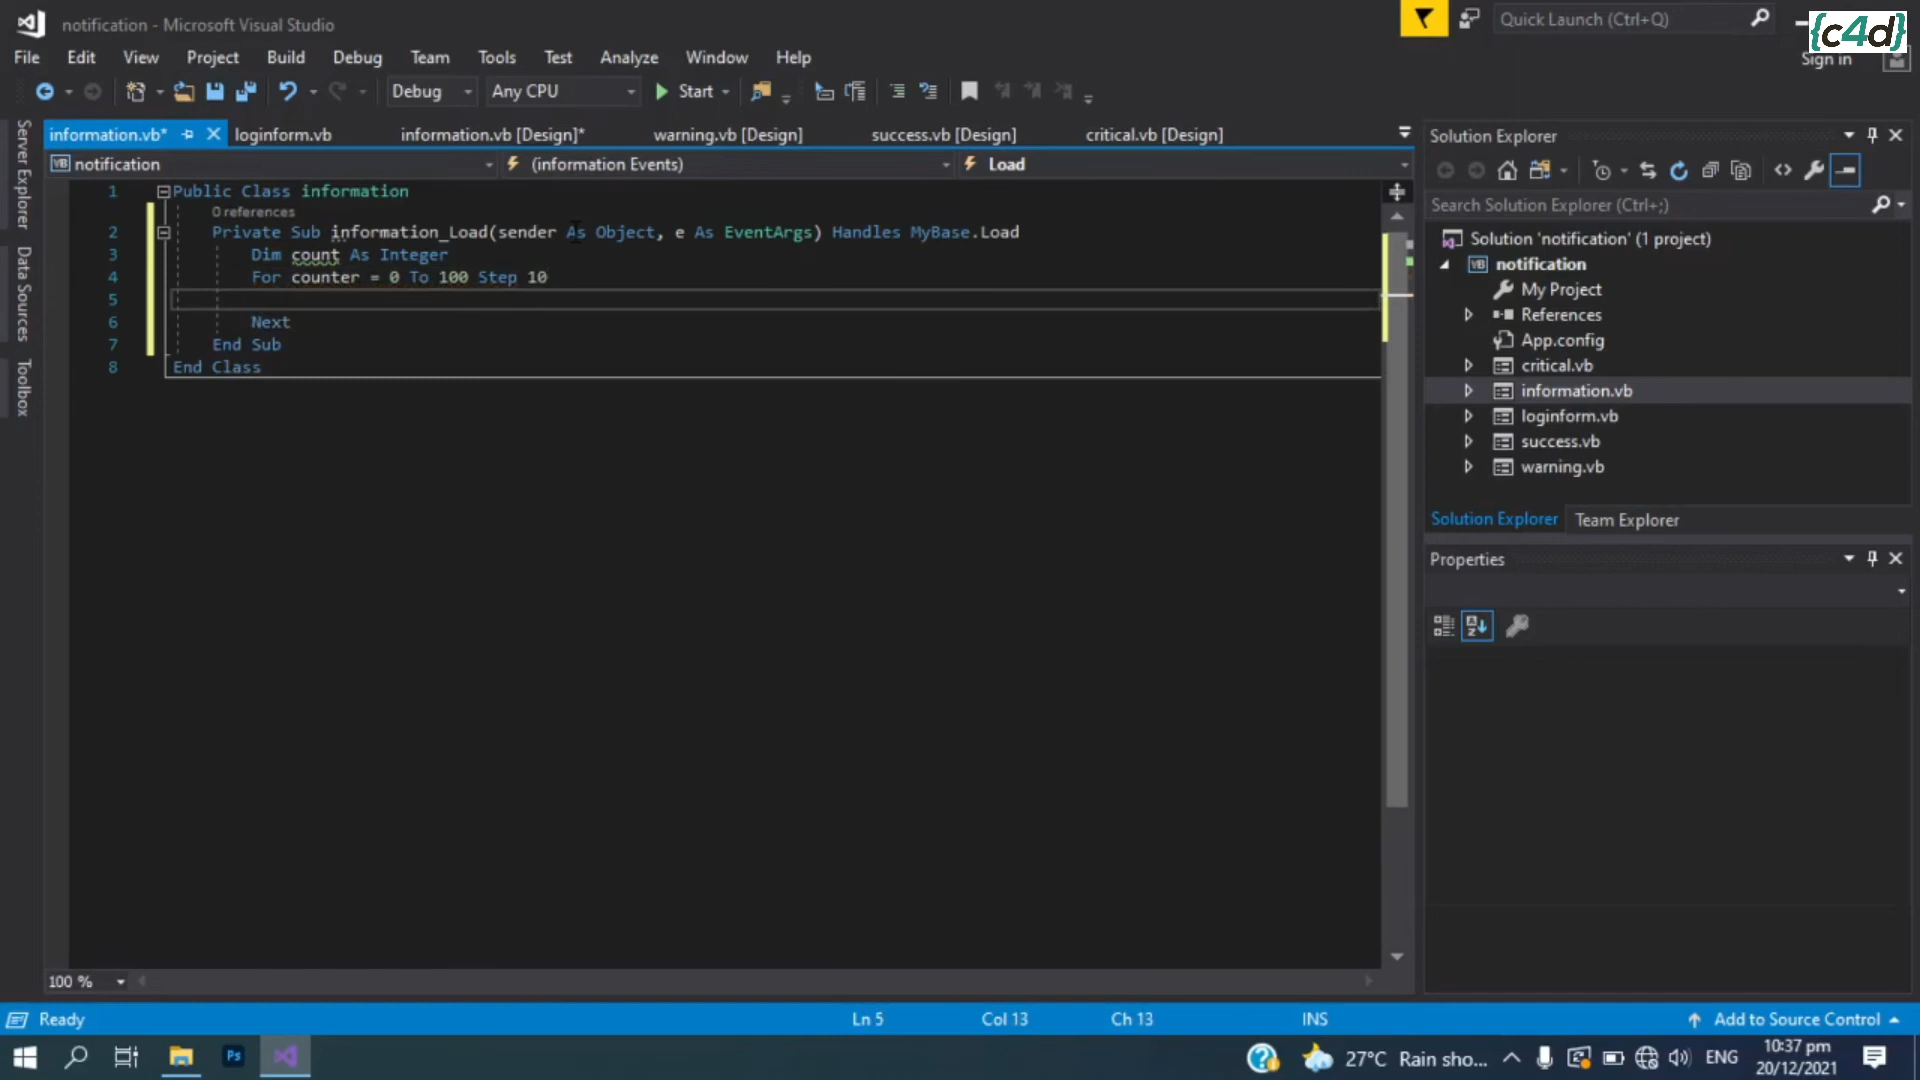 {c4d}
notification - Microsoft Visual Studio
Quick Launch (Ctrl+Q)
File Edit View Project Build Debug Team Tools Test Analyze Window Help
Sign in
Debug Any CPU Start
Server Explorer
Data Sources
Toolbox
information.vb* loginform.vb information.vb [Design]* warning.vb [Design] success.vb [Design] critical.vb [Design]
VB notification (information Events) Load
1 Public Class information
0 references
2 Private Sub information_Load(sender As Object, e As EventArgs) Handles MyBase.Load
3 Dim count As Integer
4 For counter = 0 To 100 Step 10
5
6 Next
7 End Sub
8 End Class
100 %
Solution Explorer
Search Solution Explorer (Ctrl+;)
Solution 'notification' (1 project)
VB notification
My Project
References
App.config
critical.vb
information.vb
loginform.vb
success.vb
warning.vb
Solution Explorer Team Explorer
Properties
Ready Ln 5 Col 13 Ch 13 INS Add to Source Control
Ps 27°C Rain sho... ENG 10:37 pm
20/12/2021